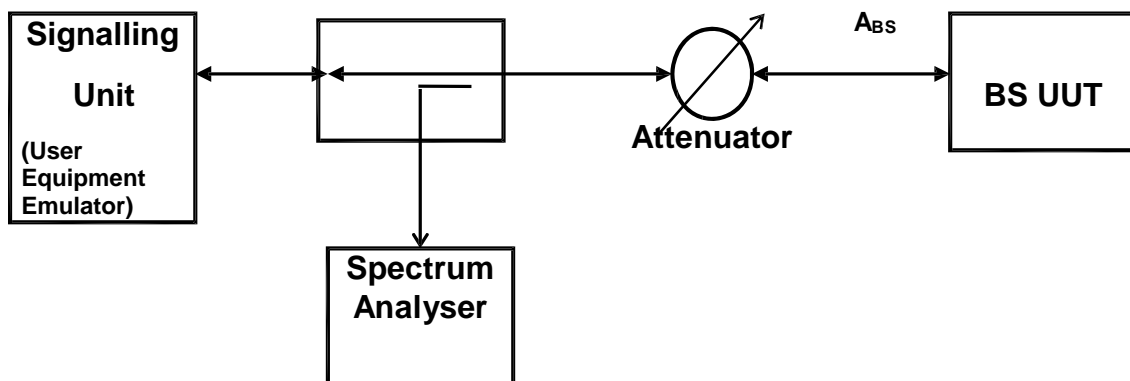 Signalling
Unit
(User
Equipment
Emulator)
Attenuator
ABS
BS UUT
Spectrum
Analyser